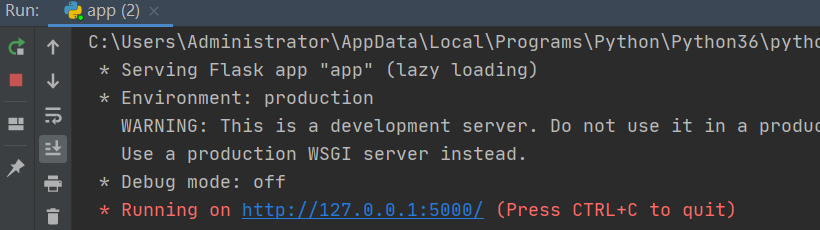 Run: app (2)
C:\Users\Administrator\AppData\Local\Programs\Python\Python36\pytho
* Serving Flask app "app" (lazy loading)
* Environment: production
WARNING: This is a development server. Do not use it in a produc
Use a production WSGI server instead.
* Debug mode: off
* Running on http://127.0.0.1:5000/ (Press CTRL+C to quit)